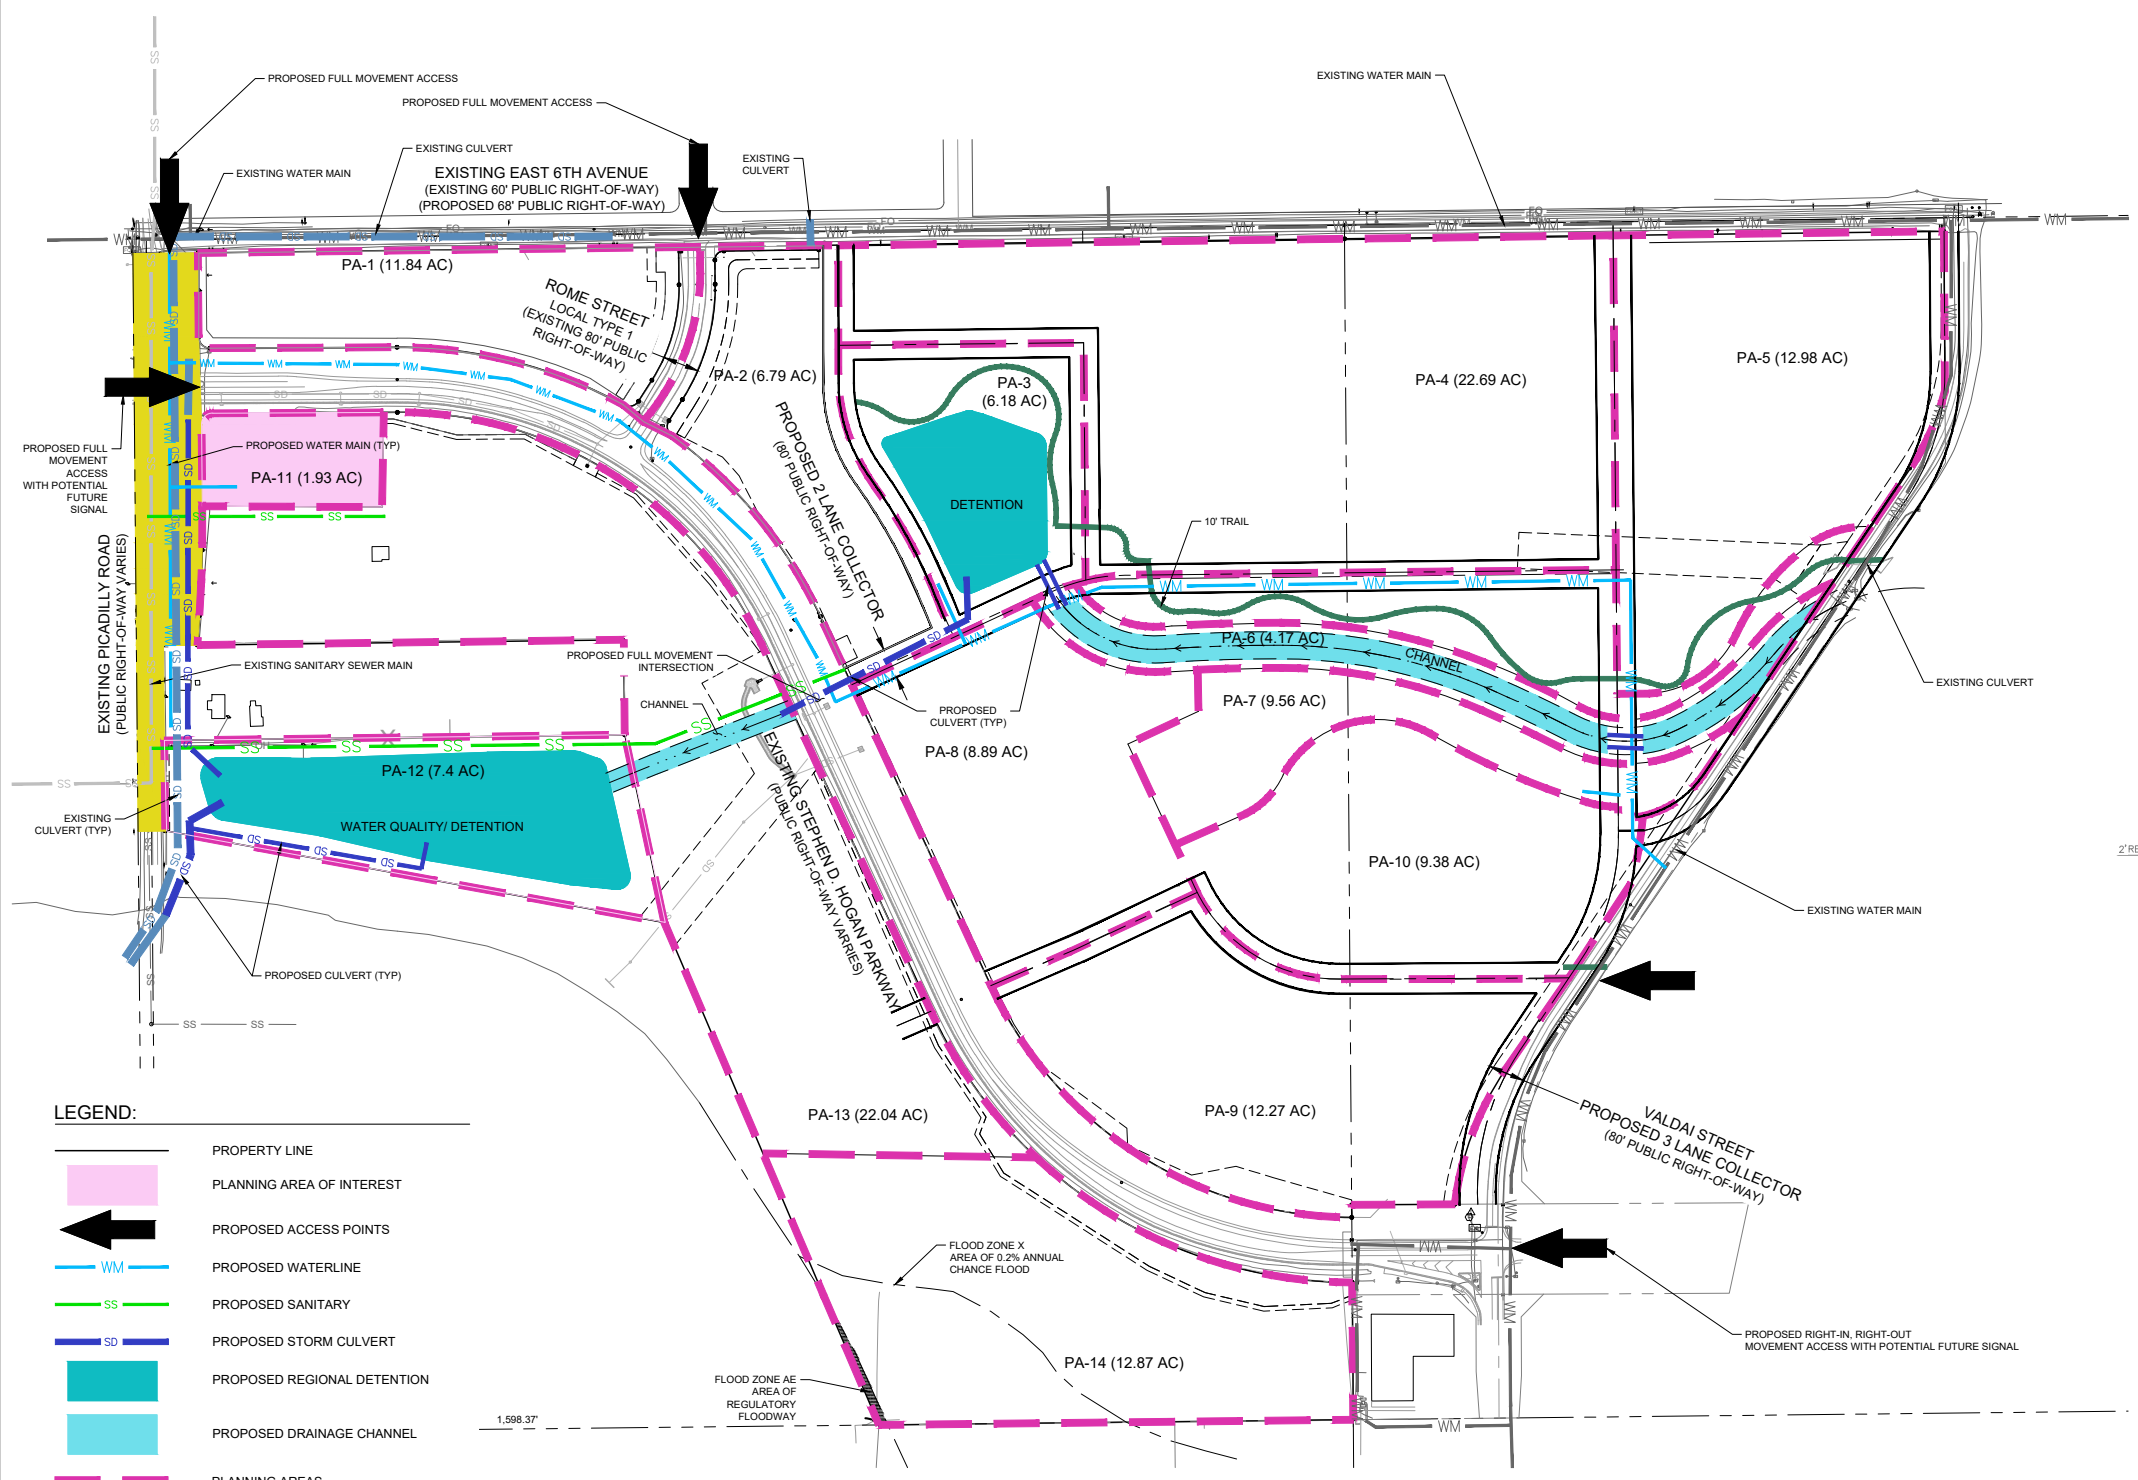 PROPOSED FULL MOVEMENT ACCESS
PROPOSED FULL MOVEMENT ACCESS
EXISTING WATER MAIN
EXISTING CULVERT
EXISTING WATER MAIN
EXISTING EAST 6TH AVENUE
(EXISTING 60' PUBLIC RIGHT-OF-WAY)
(PROPOSED 68' PUBLIC RIGHT-OF-WAY)
EXISTING
CULVERT
PA-1 (11.84 AC)
ROME STREET
LOCAL TYPE 1
(EXISTING 80' PUBLIC
RIGHT-OF-WAY)
PA-2 (6.79 AC)
PA-3
(6.18 AC)
PA-4 (22.69 AC)
PA-5 (12.98 AC)
PROPOSED 2 LANE COLLECTOR
(80' PUBLIC RIGHT-OF-WAY)
PROPOSED FULL
MOVEMENT
ACCESS
WITH POTENTIAL
FUTURE
SIGNAL
PROPOSED WATER MAIN (TYP)
PA-11 (1.93 AC)
DETENTION
10' TRAIL
EXISTING PICADILLY ROAD
(PUBLIC RIGHT-OF-WAY VARIES)
EXISTING SANITARY SEWER MAIN
PROPOSED FULL MOVEMENT
INTERSECTION
CHANNEL
PA-6 (4.17 AC)
CHANNEL
EXISTING CULVERT
PA-7 (9.56 AC)
PROPOSED
CULVERT (TYP)
PA-8 (8.89 AC)
PA-12 (7.4 AC)
EXISTING
CULVERT (TYP)
WATER QUALITY/ DETENTION
EXISTING STEPHEN D. HOGAN PARKWAY
(PUBLIC RIGHT-OF-WAY VARRIES)
2' RE
PA-10 (9.38 AC)
EXISTING WATER MAIN
PROPOSED CULVERT (TYP)
PA-13 (22.04 AC)
PA-9 (12.27 AC)
VALDAI STREET
PROPOSED 3 LANE COLLECTOR
(80' PUBLIC RIGHT-OF-WAY)
FLOOD ZONE X
AREA OF 0.2% ANNUAL
CHANCE FLOOD
PROPOSED RIGHT-IN, RIGHT-OUT
MOVEMENT ACCESS WITH POTENTIAL FUTURE SIGNAL
PA-14 (12.87 AC)
FLOOD ZONE AE
AREA OF
REGULATORY
FLOODWAY
1,598.37'
LEGEND:
PROPERTY LINE
PLANNING AREA OF INTEREST
PROPOSED ACCESS POINTS
WM PROPOSED WATERLINE
SS PROPOSED SANITARY
SD PROPOSED STORM CULVERT
PROPOSED REGIONAL DETENTION
PROPOSED DRAINAGE CHANNEL
PLANNING AREAS